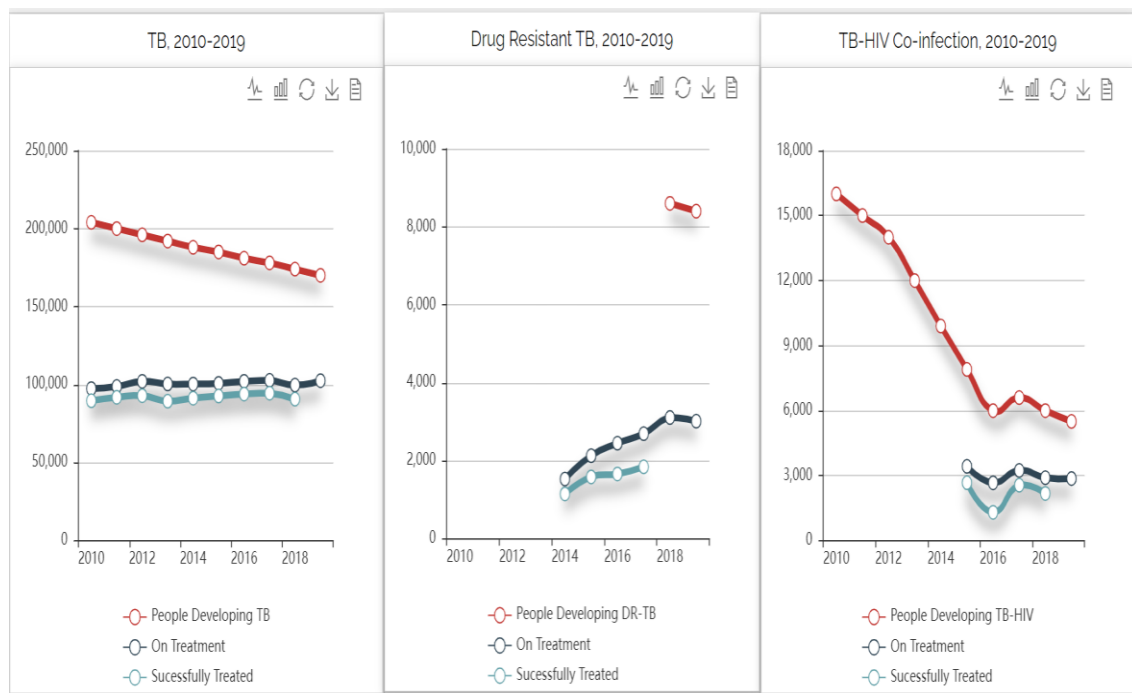 TB, 2010-2019
250,000
200,000
150,000
100,000
50,000
0
2010 2012 2014 2016 2018
People Developing TB
On Treatment
Sucessfully Treated
Drug Resistant TB, 2010-2019
10,000
8,000
6,000
4,000
2,000
0
2010 2012 2014 2016 2018
People Developing DR-TB
On Treatment
Sucessfully Treated
TB-HIV Co-infection, 2010-2019
18,000
15,000
12,000
9,000
6,000
3,000
0
2010 2012 2014 2016 2018
People Developing TB-HIV
On Treatment
Sucessfully Treated